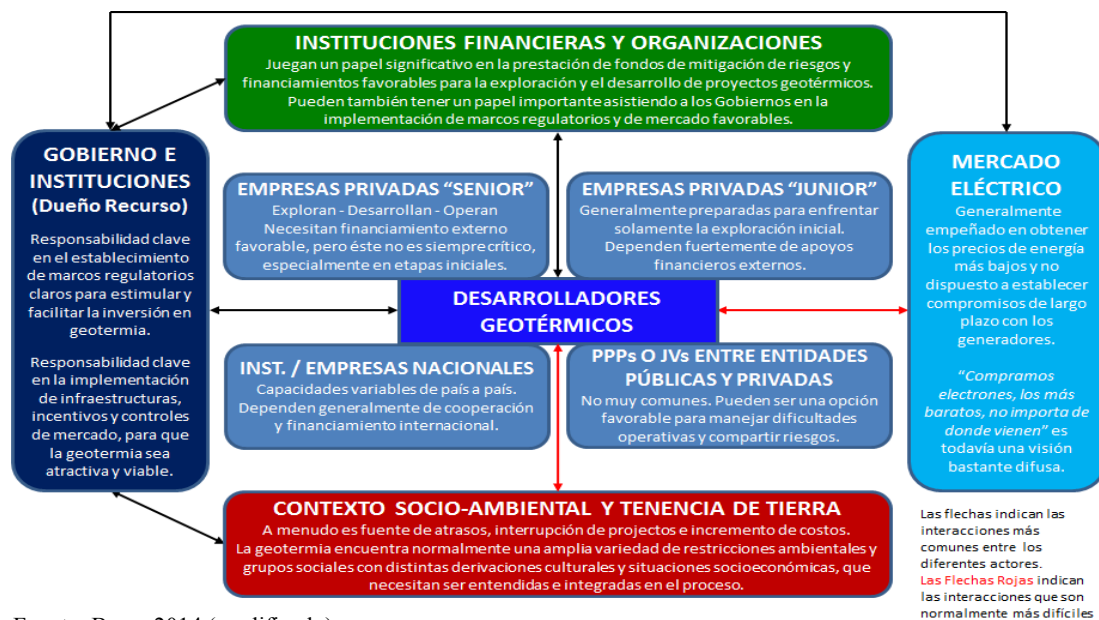 INSTITUCIONES FINANCIERAS Y ORGANIZACIONES
Juegan un papel significativo en la prestación de fondos de mitigación de riesgos y
financiamientos favorables para la exploración y el desarrollo de proyectos geotérmicos.
Pueden también tener un papel importante asistiendo a los Gobiernos en la
implementación de marcos regulatorios y de mercado favorables.
GOBIERNO E
INSTITUCIONES
(Dueño Recurso)
Responsabilidad clave
en el establecimiento
de marcos regulatorios
claros para estimular y
facilitar la inversión en
geotermia.
Responsabilidad clave
en la implementación
de infraestructuras,
incentivos y controles
de mercado, para que
la geotermia sea
atractiva y viable.
EMPRESAS PRIVADAS “SENIOR”
Exploran - Desarrollan - Operan
Necesitan financiamiento externo
favorable, pero éste no es siempre crítico,
especialmente en etapas iniciales.
EMPRESAS PRIVADAS “JUNIOR”
Generalmente preparadas para enfrentar
solamente la exploración inicial.
Dependen fuertemente de apoyos
financieros externos.
DESARROLLADORES
GEOTÉRMICOS
INST. / EMPRESAS NACIONALES
Capacidades variables de país a país.
Dependen generalmente de cooperación
y financiamiento internacional.
PPPs O JVs ENTRE ENTIDADES
PÚBLICAS Y PRIVADAS
No muy comunes. Pueden ser una opción
favorable para manejar dificultades
operativas y compartir riesgos.
MERCADO
ELÉCTRICO
Generalmente
empeñado en obtener
los precios de energía
más bajos y no
dispuesto a establecer
compromisos de largo
plazo con los
generadores.
“Compramos
electrones, los más
baratos, no importa de
donde vienen” es
todavía una visión
bastante difusa.
CONTEXTO SOCIO-AMBIENTAL Y TENENCIA DE TIERRA
A menudo es fuente de atrasos, interrupción de projectos e incremento de costos.
La geotermia encuentra normalmente una amplia variedad de restricciones ambientales y
grupos sociales con distintas derivaciones culturales y situaciones socioeconómicas, que
necesitan ser entendidas e integradas en el proceso.
Las flechas indican las
interacciones más
comunes entre los
diferentes actores.
Las Flechas Rojas indican
las interacciones que son
normalmente más difíciles
2014